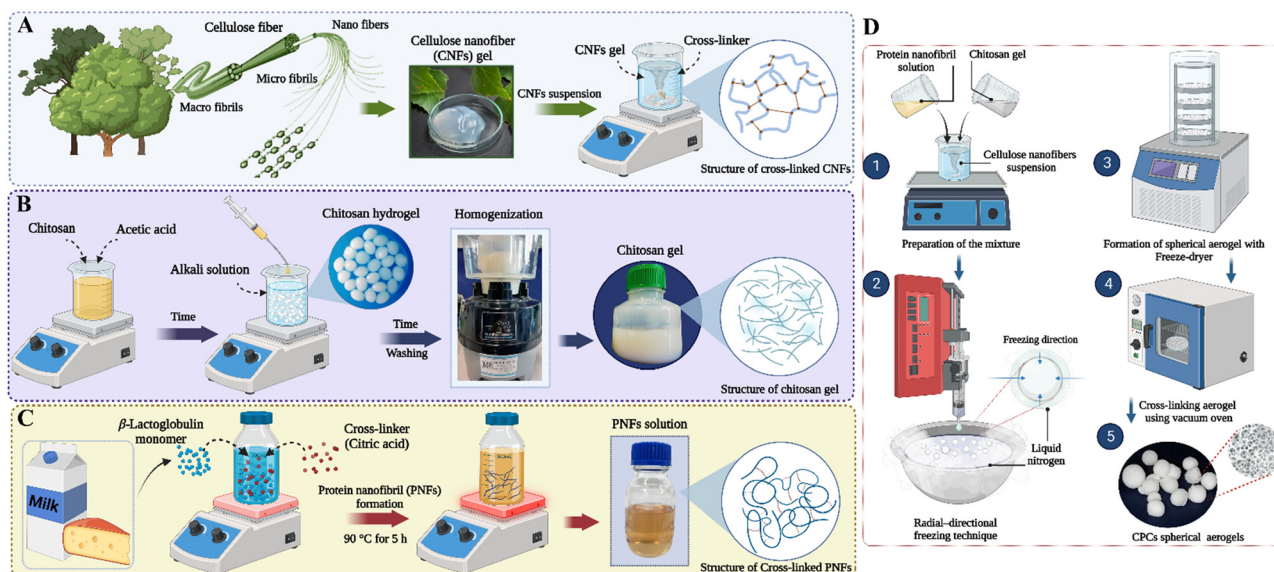 A
Cellulose fiber
Nano fibers
Micro fibrils
Macro fibrils
Cellulose nanofiber
(CNFs) gel
CNFs suspension
CNFs gel
Cross-linker
Structure of cross-linked CNFs
B
Chitosan
Acetic acid
Time
Alkali solution
Chitosan hydrogel
Time
Washing
Homogenization
Chitosan gel
Structure of chitosan gel
C
Milk
β-Lactoglobulin
monomer
Cross-linker
(Citric acid)
Protein nanofibril (PNFs)
formation
90 °C for 5 h
PNFs solution
Structure of Cross-linked PNFs
D
Protein nanofibril
solution
Chitosan gel
1
Cellulose nanofibers
suspension
Preparation of the mixture
2
Freezing direction
Liquid
nitrogen
Radial–directional
freezing technique
3
Formation of spherical aerogel with
Freeze-dryer
4
Cross-linking aerogel
using vacuum oven
5
CPCs spherical aerogels